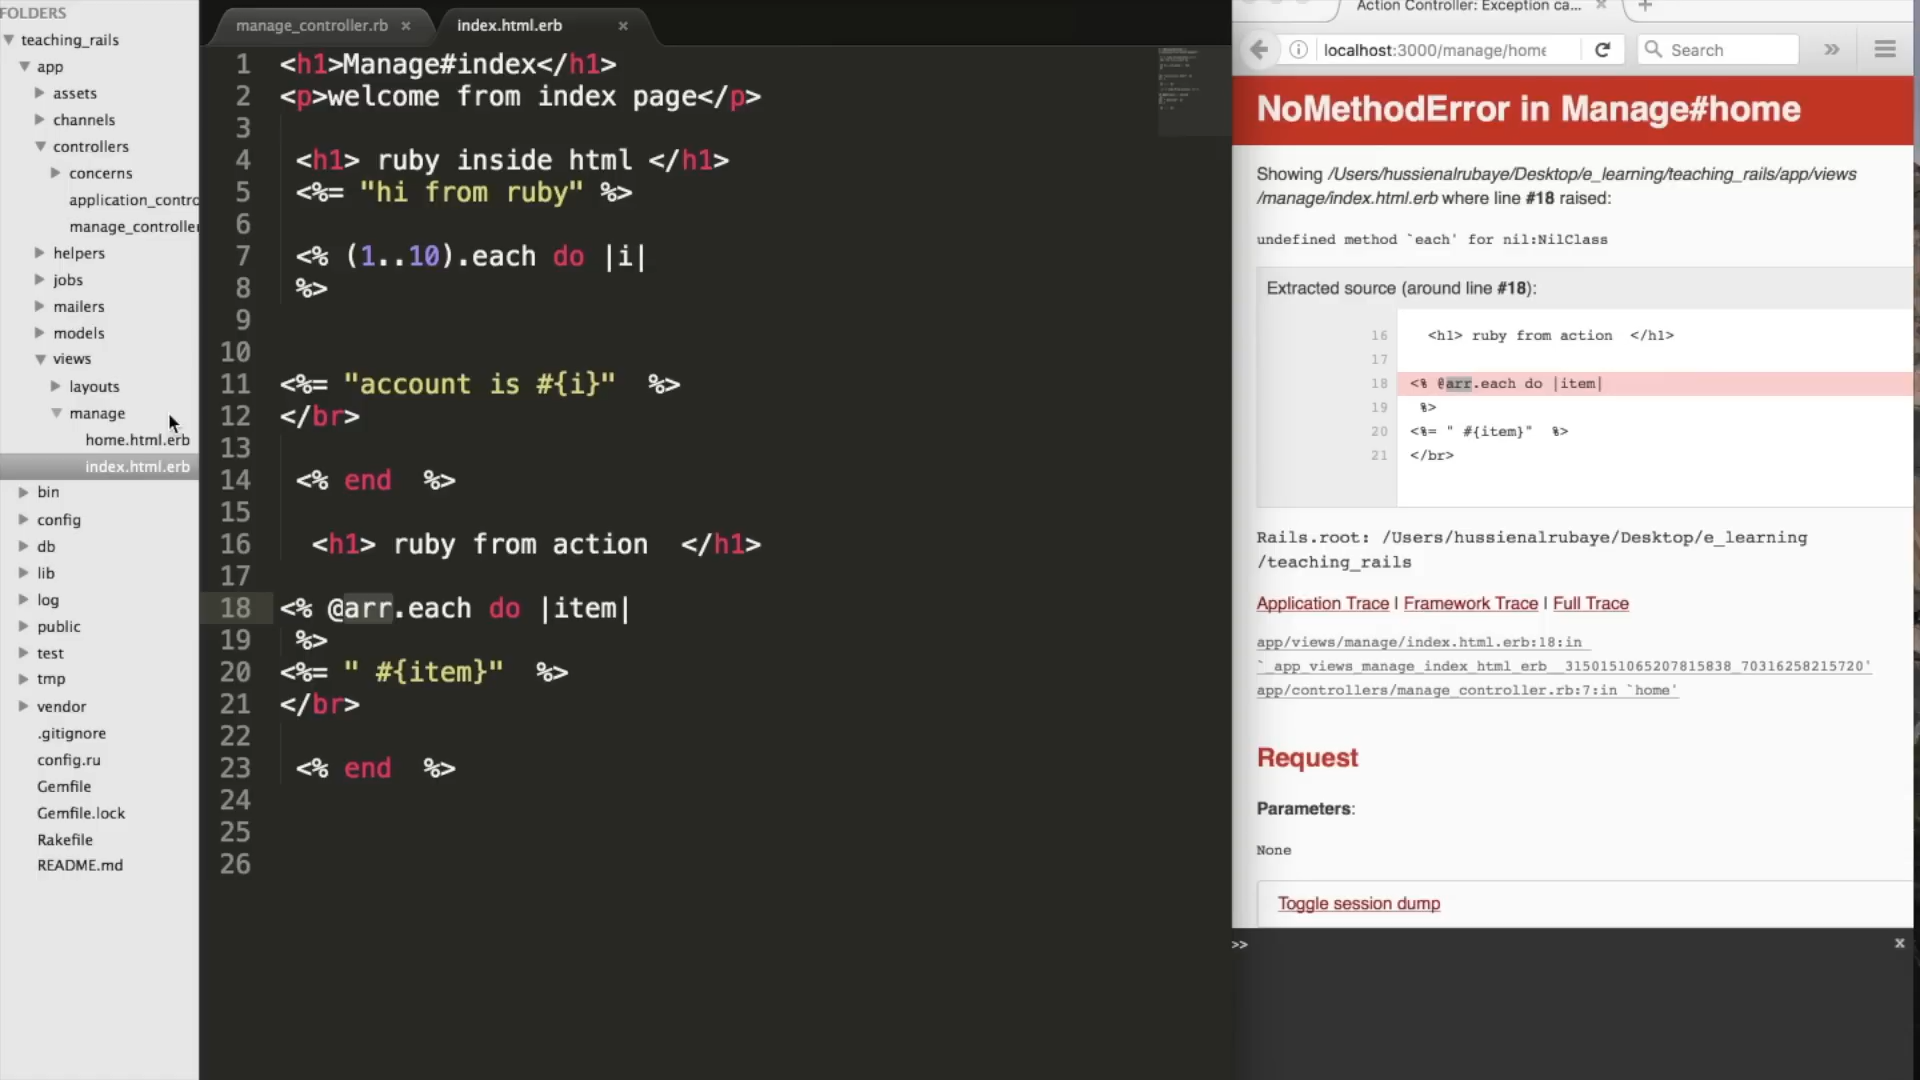 FOLDERS
teaching_rails
app
assets
channels
controllers
concerns
application_contro
manage_controller
helpers
jobs
mailers
models
views
layouts
manage
home.html.erb
index.html.erb
bin
config
db
lib
log
public
test
tmp
vendor
.gitignore
config.ru
Gemfile
Gemfile.lock
Rakefile
README.md
manage_controller.rb × index.html.erb ×
1 <h1>Manage#index</h1>
2 <p>welcome from index page</p>
3
4 <h1> ruby inside html </h1>
5 <%= "hi from ruby" %>
6
7 <% (1..10).each do |i|
8 %>
9
10
11 <%= "account is #{i}"  %>
12 </br>
13
14 <% end  %>
15
16 <h1> ruby from action  </h1>
17
18 <% @arr.each do |item|
19 %>
20 <%= " #{item}"  %>
21 </br>
22
23 <% end  %>
24
25
26
Action Controller: Exception ca... ×
localhost:3000/manage/home
Search
NoMethodError in Manage#home
Showing /Users/hussienalrubaye/Desktop/e_learning/teaching_rails/app/views
/manage/index.html.erb where line #18 raised:
undefined method `each' for nil:NilClass
Extracted source (around line #18):
16 <h1> ruby from action  </h1>
17
18 <% @arr.each do |item|
19 %>
20 <%= " #{item}"  %>
21 </br>
Rails.root: /Users/hussienalrubaye/Desktop/e_learning
/teaching_rails
Application Trace | Framework Trace | Full Trace
app/views/manage/index.html.erb:18:in
`_app_views_manage_index_html_erb__3150151065207815838_70316258215720'
app/controllers/manage_controller.rb:7:in `home'
Request
Parameters:
None
Toggle session dump
>> x